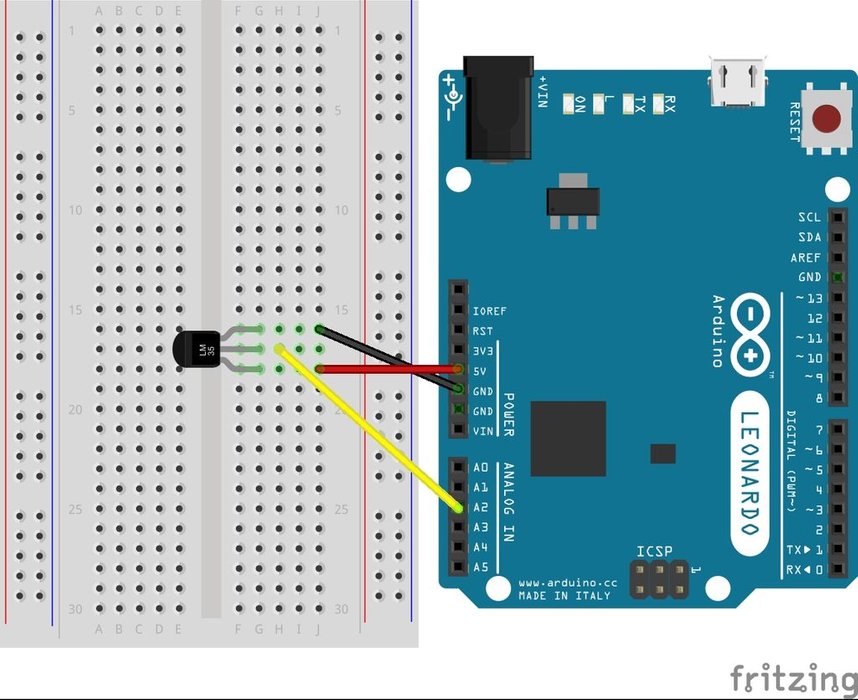 A B C D E F G H I J
1 1
5 5
10 10
15 15
20
25 25
30 30
A B C D E F G H I J
LM
35
+VIN
ON
L
TX
RX
RESET
IOREF
RST
3V3
5V
GND
GND
VIN
POWER
A0
A1
A2
A3
A4
A5
ANALOG IN
SCL
SDA
AREF
GND
~13
12
~11
~10
~9
8
7
~6
~5
4
~3
2
TX▶1
RX◀0
DIGITAL (PWM~)
Arduino
TM
LEONARDO
ICSP
1
www.arduino.cc
MADE IN ITALY
fritzing